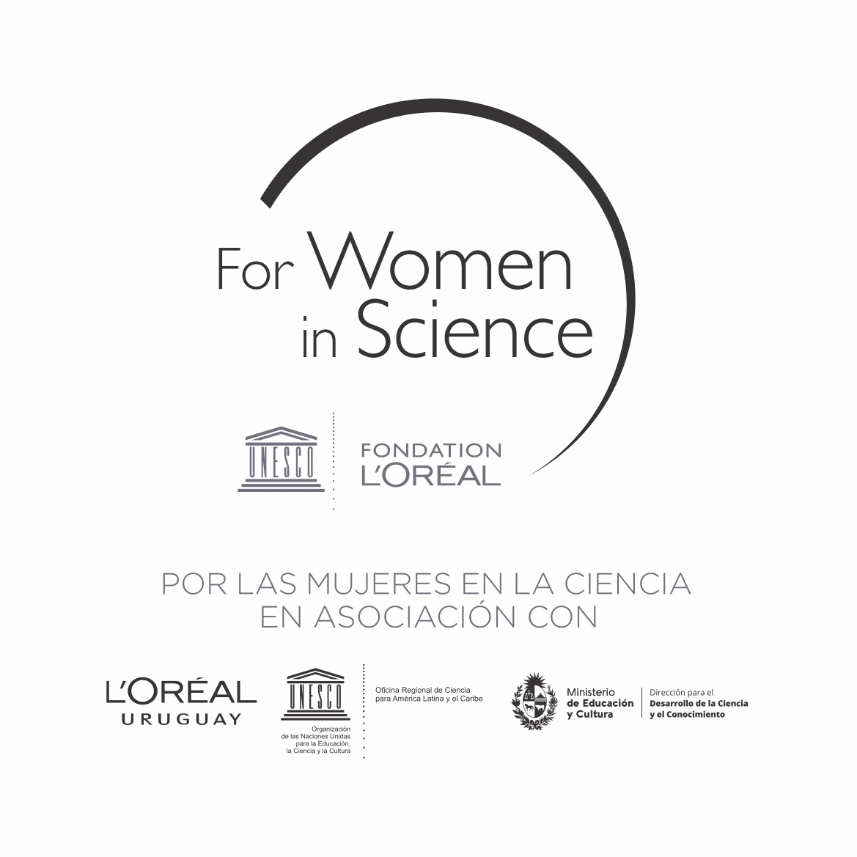 For Women
in Science
UNESCO
FONDATION
L'ORÉAL
POR LAS MUJERES EN LA CIENCIA
EN ASOCIACIÓN CON
L'ORÉAL
URUGUAY
UNESCO
Organización
de las Naciones Unidas
para la Educación,
la Ciencia y la Cultura
Oficina Regional de Ciencia
para América Latina y el Caribe
Ministerio
de Educación
y Cultura
Dirección para el
Desarrollo de la Ciencia
y el Conocimiento